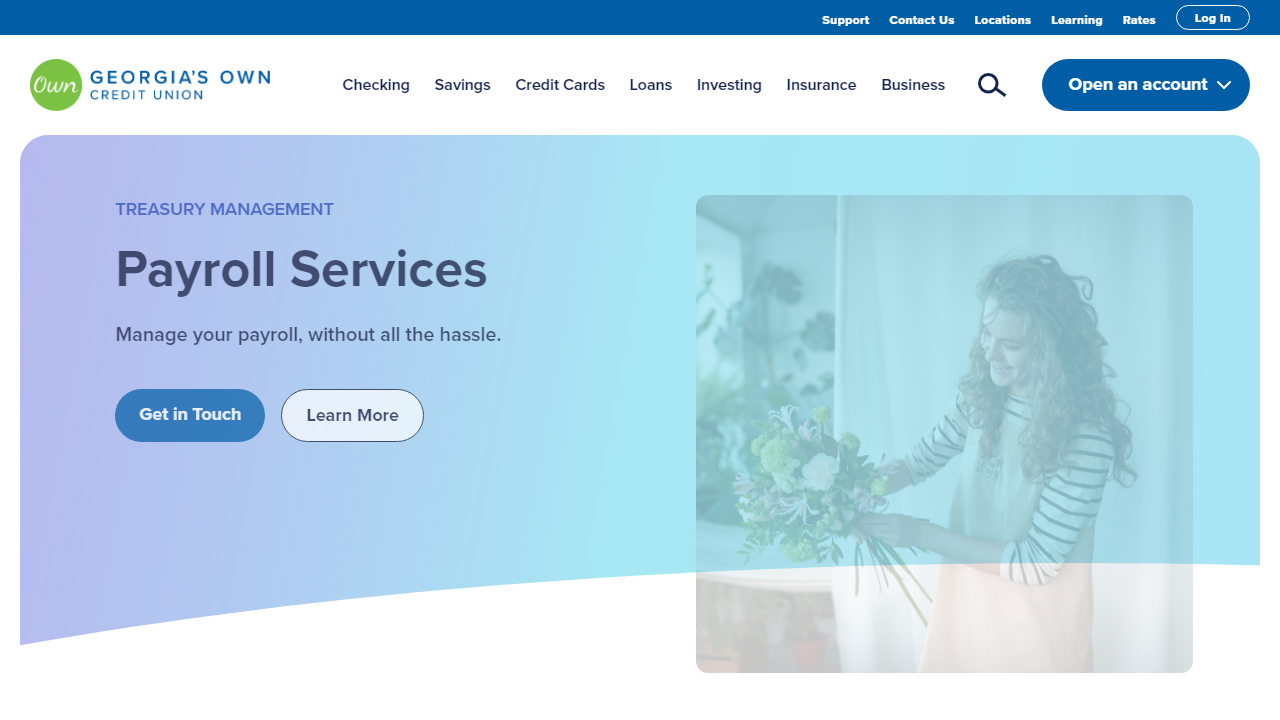 Support Contact Us Locations Learning Rates Log In
Own GEORGIA'S OWN
CREDIT UNION
Checking Savings Credit Cards Loans Investing Insurance Business Open an account
TREASURY MANAGEMENT
Payroll Services
Manage your payroll, without all the hassle.
Get in Touch Learn More